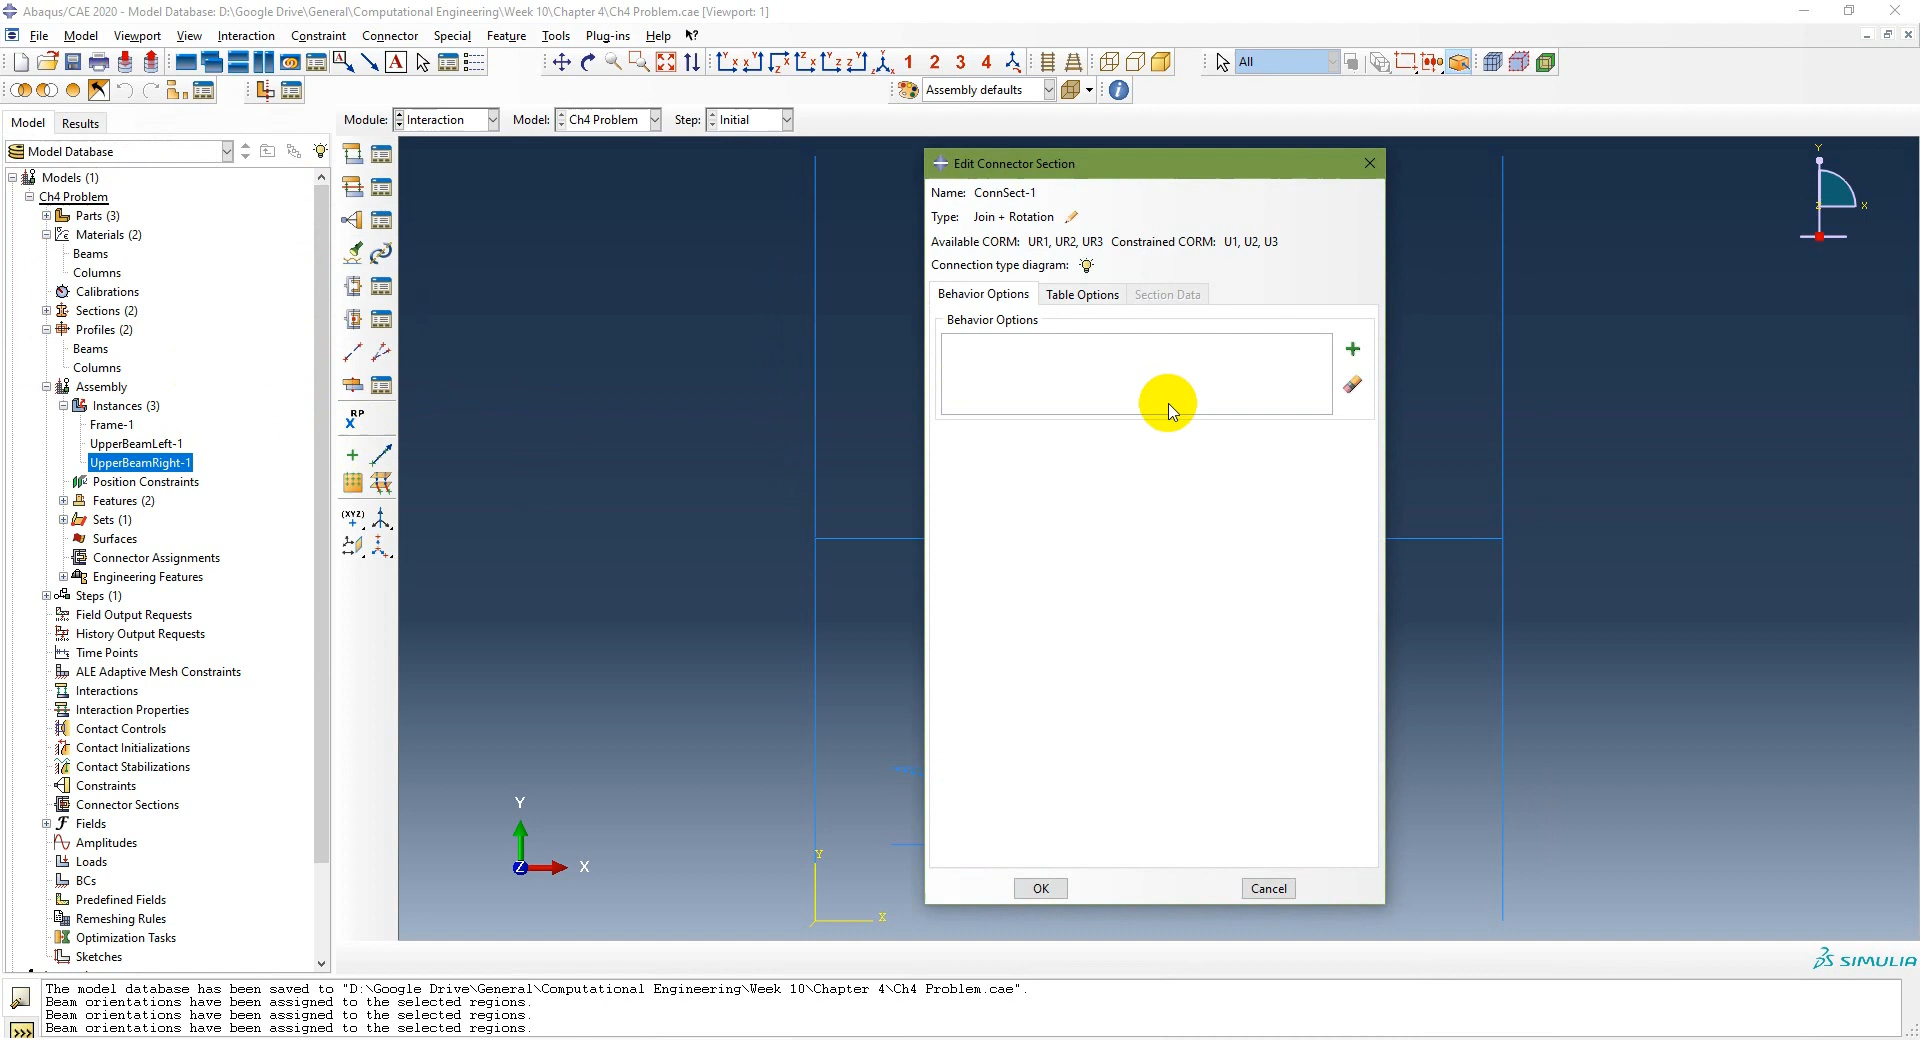 Abaqus/CAE 2020 - Model Database: D:\Google Drive\General\Computational Engineering\Week 10\Chapter 4\Ch4 Problem.cae [Viewport: 1]
File Model Viewport View Interaction Constraint Connector Special Feature Tools Plug-ins Help
1 2 3 4 All
Assembly defaults
Model Results
Module: Interaction Model: Ch4 Problem Step: Initial
Model Database
Models (1)
Ch4 Problem
Parts (3)
Materials (2)
Beams
Columns
Calibrations
Sections (2)
Profiles (2)
Beams
Columns
Assembly
Instances (3)
Frame-1
UpperBeamLeft-1
UpperBeamRight-1
Position Constraints
Features (2)
Sets (1)
Surfaces
Connector Assignments
Engineering Features
Steps (1)
Field Output Requests
History Output Requests
Time Points
ALE Adaptive Mesh Constraints
Interactions
Interaction Properties
Contact Controls
Contact Initializations
Contact Stabilizations
Constraints
Connector Sections
Fields
Amplitudes
Loads
BCs
Predefined Fields
Remeshing Rules
Optimization Tasks
Sketches
RP
(XYZ)
Edit Connector Section
Name: ConnSect-1
Type: Join + Rotation
Available CORM: UR1, UR2, UR3 Constrained CORM: U1, U2, U3
Connection type diagram:
Behavior Options Table Options Section Data
Behavior Options
OK Cancel
Y
X
Z
Y
X
Z
Y
X
SIMULIA
The model database has been saved to "D:\Google Drive\General\Computational Engineering\Week 10\Chapter 4\Ch4 Problem.cae".
Beam orientations have been assigned to the selected regions.
Beam orientations have been assigned to the selected regions.
Beam orientations have been assigned to the selected regions.